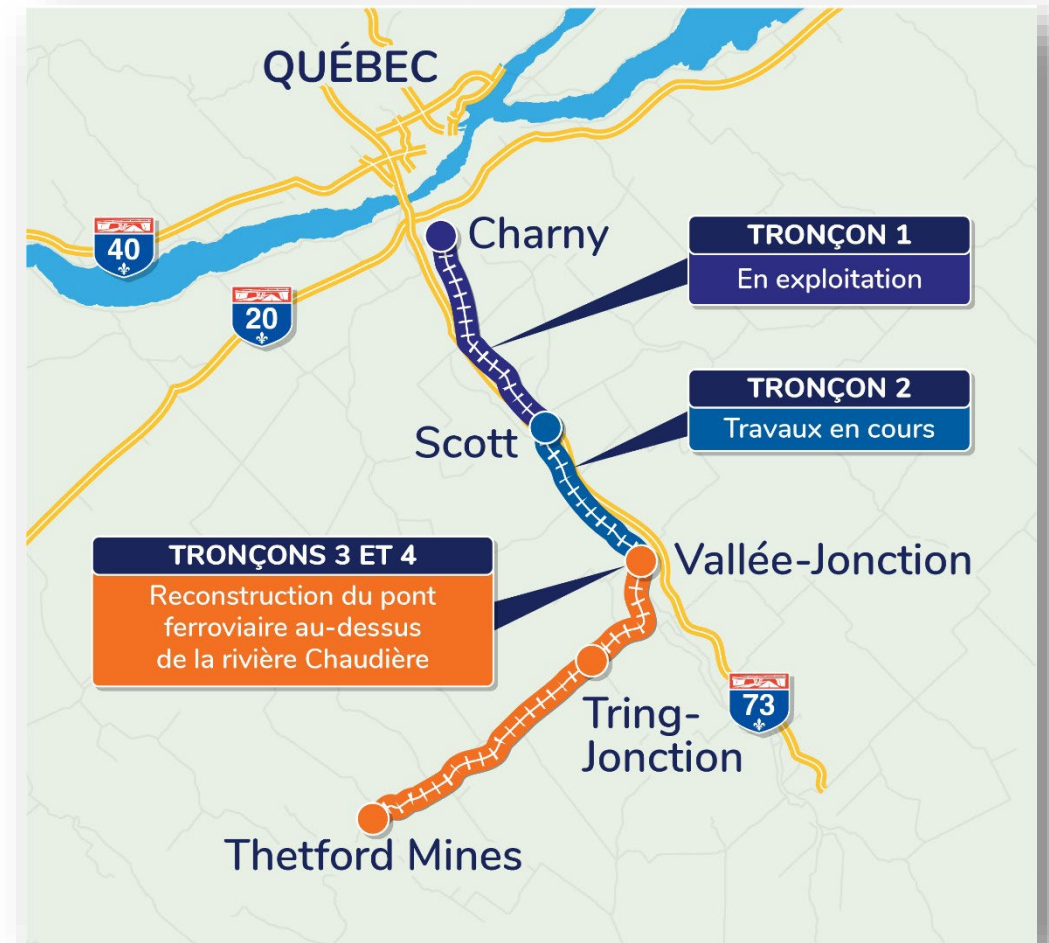 QUÉBEC
Charny
TRONÇON 1
En exploitation
40
20
TRONÇON 2
Travaux en cours
Scott
TRONÇONS 3 ET 4
Reconstruction du pont
ferroviaire au-dessus
de la rivière Chaudière
Vallée-Jonction
73
Tring-
Jonction
Thetford Mines